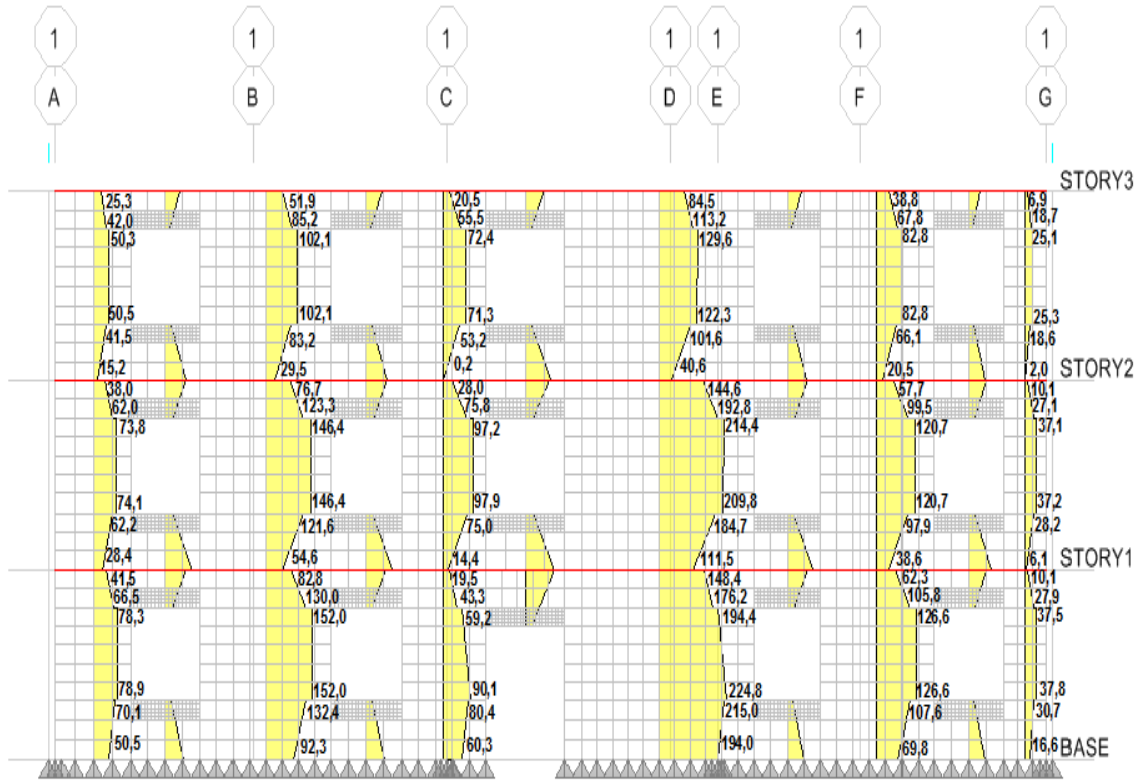 1 1 1 1 1 1 1
A B C D E F G
STORY3
25,3 51,9 20,5 84,5 38,8 6,9
42,0 85,2 55,5 113,2 67,8 18,7
50,3 102,1 72,4 129,6 82,8 25,1
50,5 102,1 71,3 122,3 82,8 25,3
41,5 83,2 53,2 101,6 66,1 18,6
15,2 29,5 0,2 40,6 20,5 2,0
STORY2
38,0 76,7 28,0 144,6 57,7 10,1
62,0 123,3 75,8 192,8 99,5 27,1
73,8 146,4 97,2 214,4 120,7 37,1
74,1 146,4 97,9 209,8 120,7 37,2
62,2 121,6 75,0 184,7 97,9 28,2
28,4 54,6 14,4 111,5 38,6 6,1
STORY1
41,5 82,8 19,5 148,4 62,3 10,1
66,5 130,0 43,3 176,2 105,8 27,9
78,3 152,0 59,2 194,4 126,6 37,5
78,9 152,0 90,1 224,8 126,6 37,8
70,1 132,4 80,4 215,0 107,6 30,7
50,5 92,3 60,3 194,0 69,8 16,6
BASE